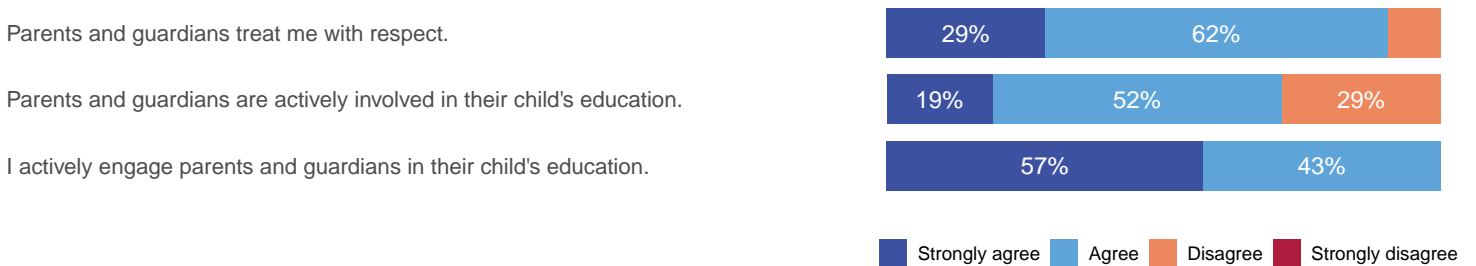 Parents and guardians treat me with respect.
29% 62%
Parents and guardians are actively involved in their child's education.
19% 52% 29%
I actively engage parents and guardians in their child's education.
57% 43%
Strongly agree Agree Disagree Strongly disagree